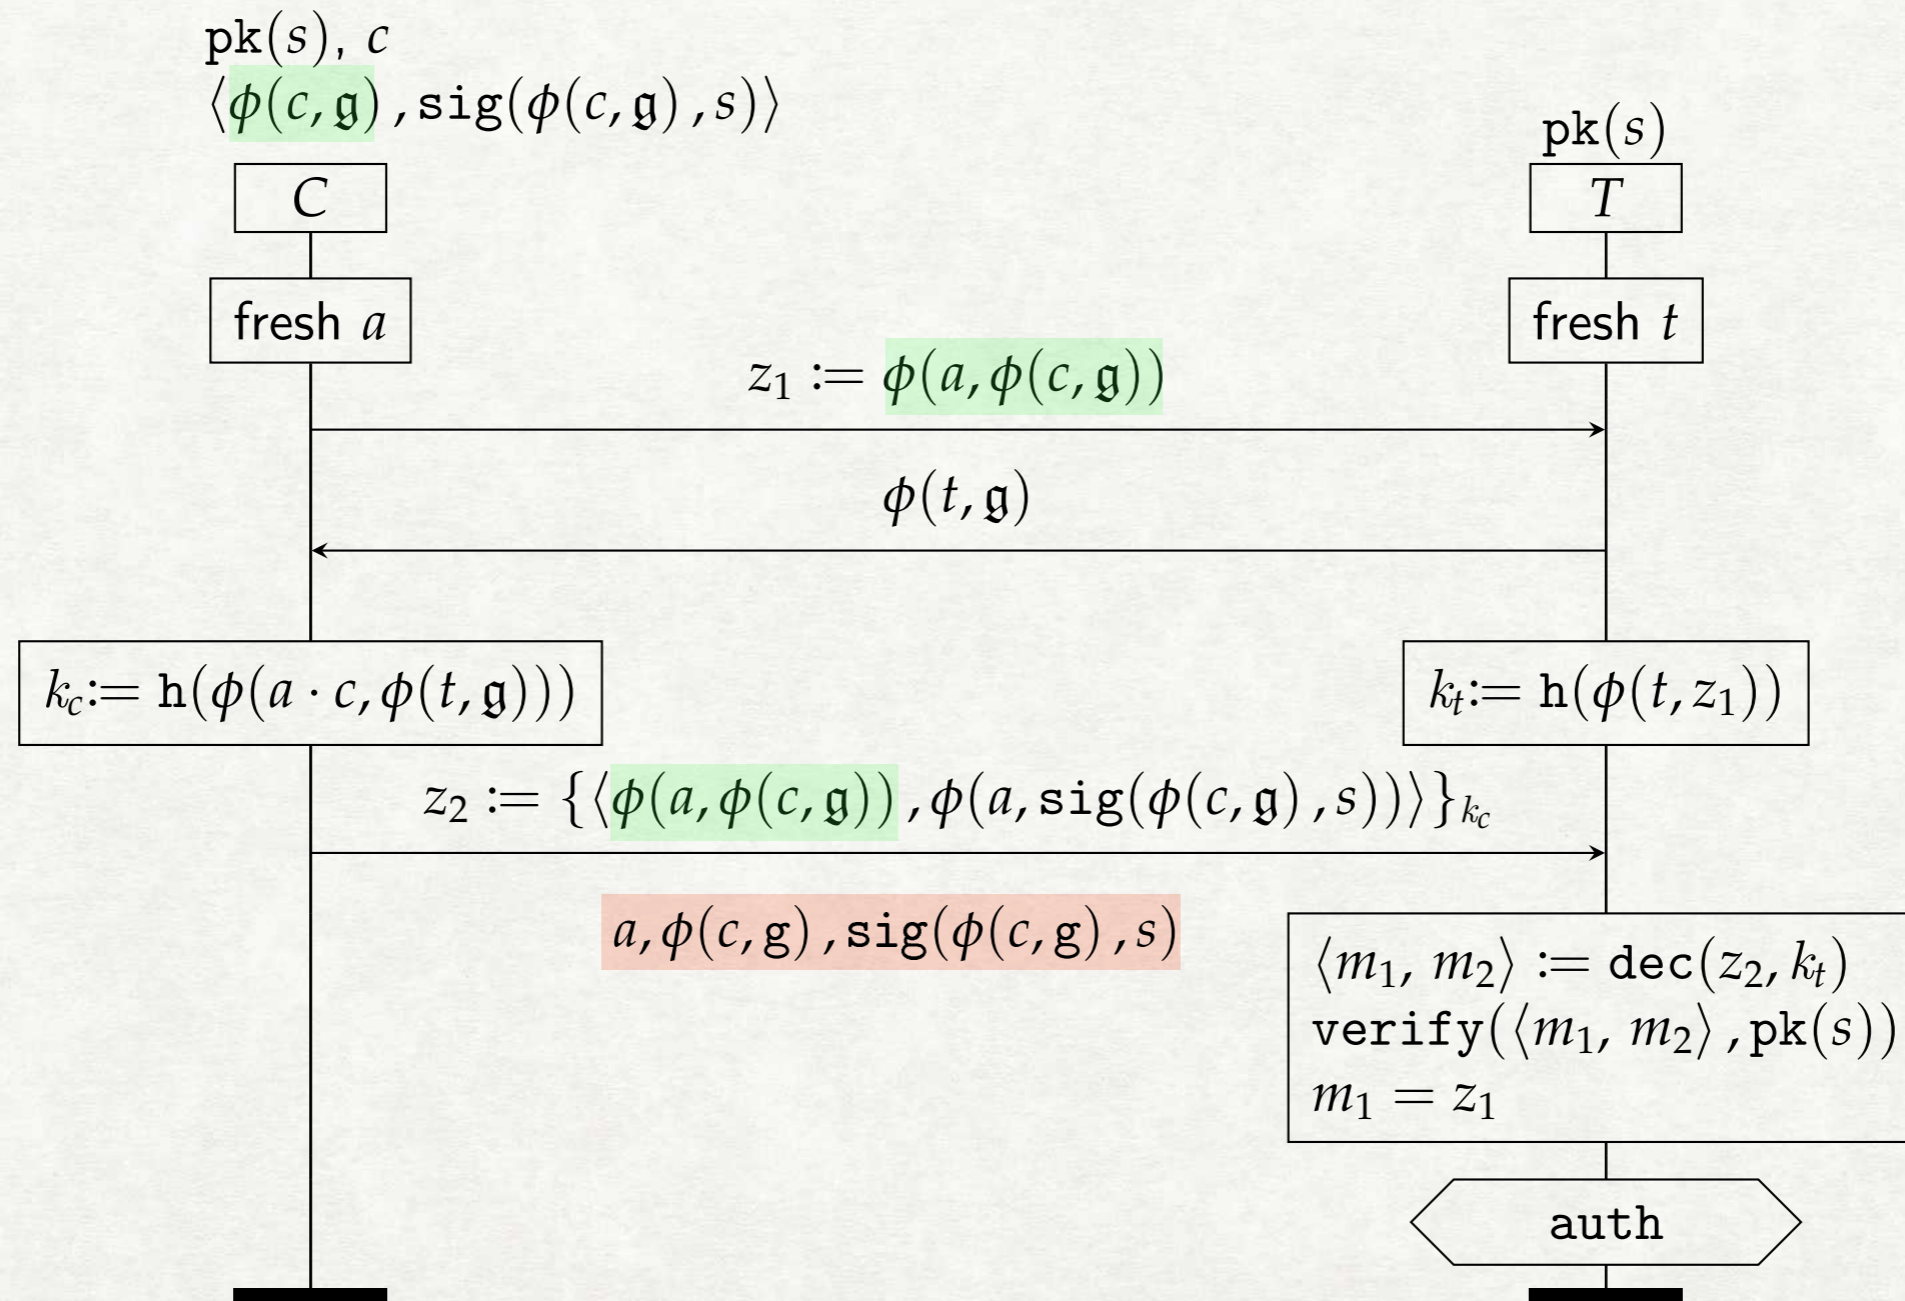 pk(s), c
⟨ϕ(c, 𝔤), sig(ϕ(c, 𝔤), s)⟩
pk(s)
C
T
fresh a
fresh t
z₁ := ϕ(a, ϕ(c, 𝔤))
ϕ(t, 𝔤)
k_c := h(ϕ(a · c, ϕ(t, 𝔤)))
k_t := h(ϕ(t, z₁))
z₂ := {⟨ϕ(a, ϕ(c, 𝔤)), ϕ(a, sig(ϕ(c, 𝔤), s))⟩}_{k_c}
a, ϕ(c, g), sig(ϕ(c, g), s)
⟨m₁, m₂⟩ := dec(z₂, k_t)
verify(⟨m₁, m₂⟩, pk(s))
m₁ = z₁
auth